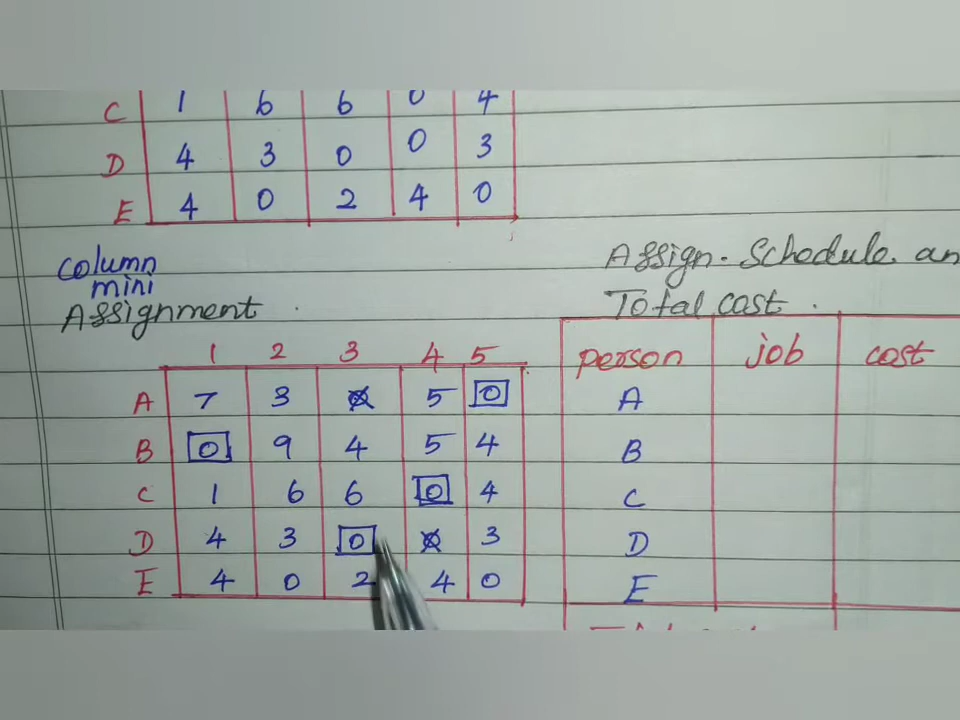 C 1 6 6 0 4
D 4 3 0 0 3
E 4 0 2 4 0
Column
mini
Assignment .
Assign. Schedule. an
Total cost .
1 2 3 4 5
A 7 3 0 5 0
B 0 9 4 5 4
C 1 6 6 0 4
D 4 3 0 0 3
E 4 0 2 4 0
person job cost
A
B
C
D
E